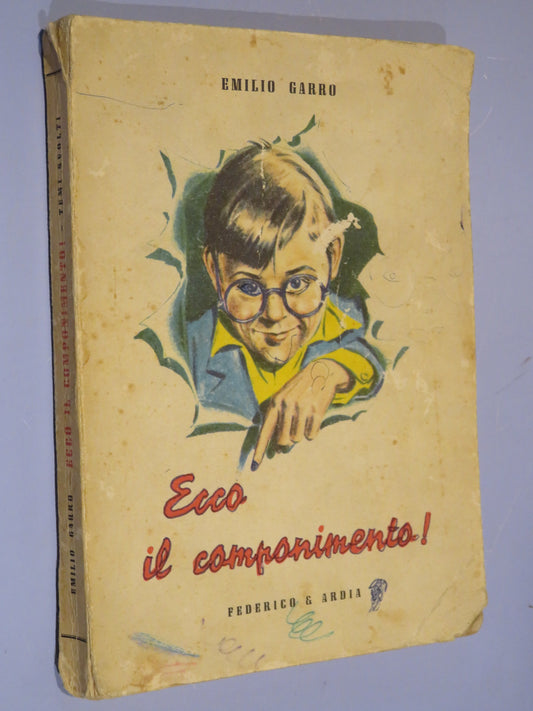 EMILIO GARRO
Ecco
il componimento!
FEDERICO & ARDIA
EMILIO GARRO - ECCO IL COMPONIMENTO! - TEMI SVOLTI